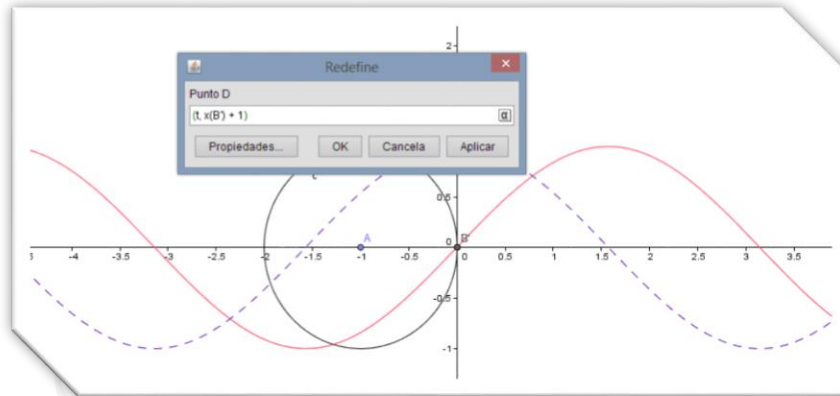 Redefine
Punto D
(t, x(B') + 1)
α
Propiedades... OK Cancela Aplicar
2
0.5
A
B'
0
-4 -3.5 -3 -2.5 -2 -1.5 -1 -0.5 0 0.5 1 1.5 2 2.5 3 3.5
-0.5
-1